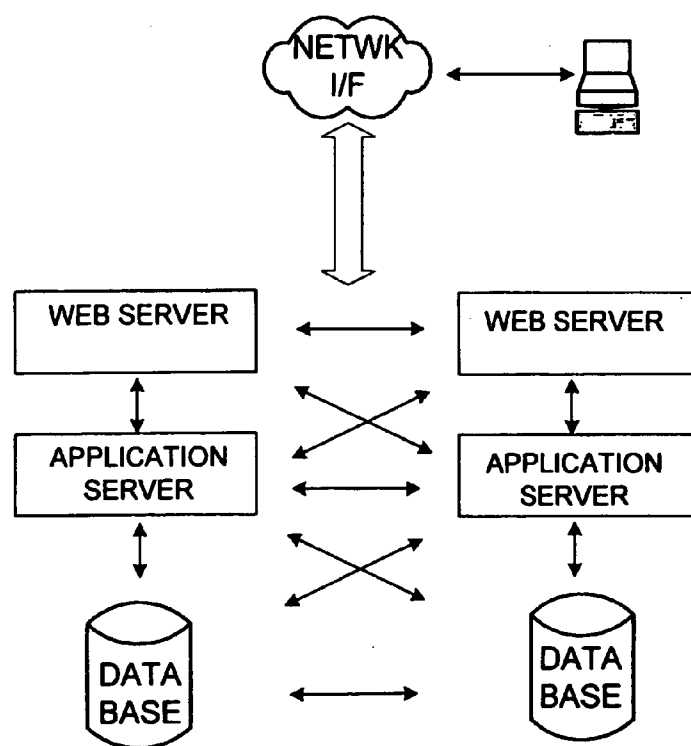 NETWK
I/F
WEB SERVER
WEB SERVER
APPLICATION
SERVER
APPLICATION
SERVER
DATA
BASE
DATA
BASE